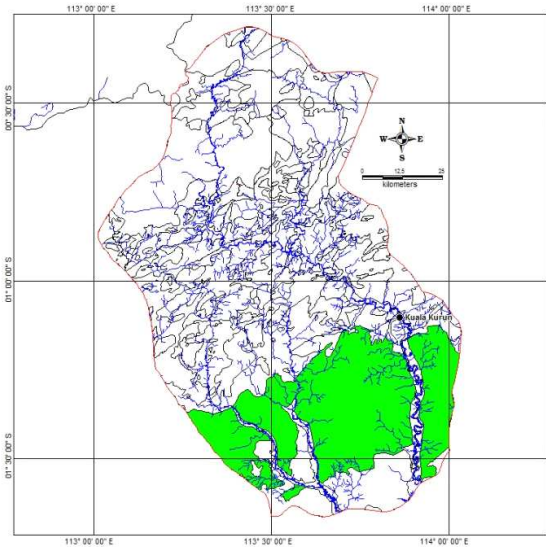 113° 00' 00" E 113° 30' 00" E 114° 00' 00" E
00° 30' 00" S
N
W E
S
0 12.5 25
kilometers
01° 00' 00" S
Kuala Kurun
01° 30' 00" S
113° 00' 00" E 113° 30' 00" E 114° 00' 00" E